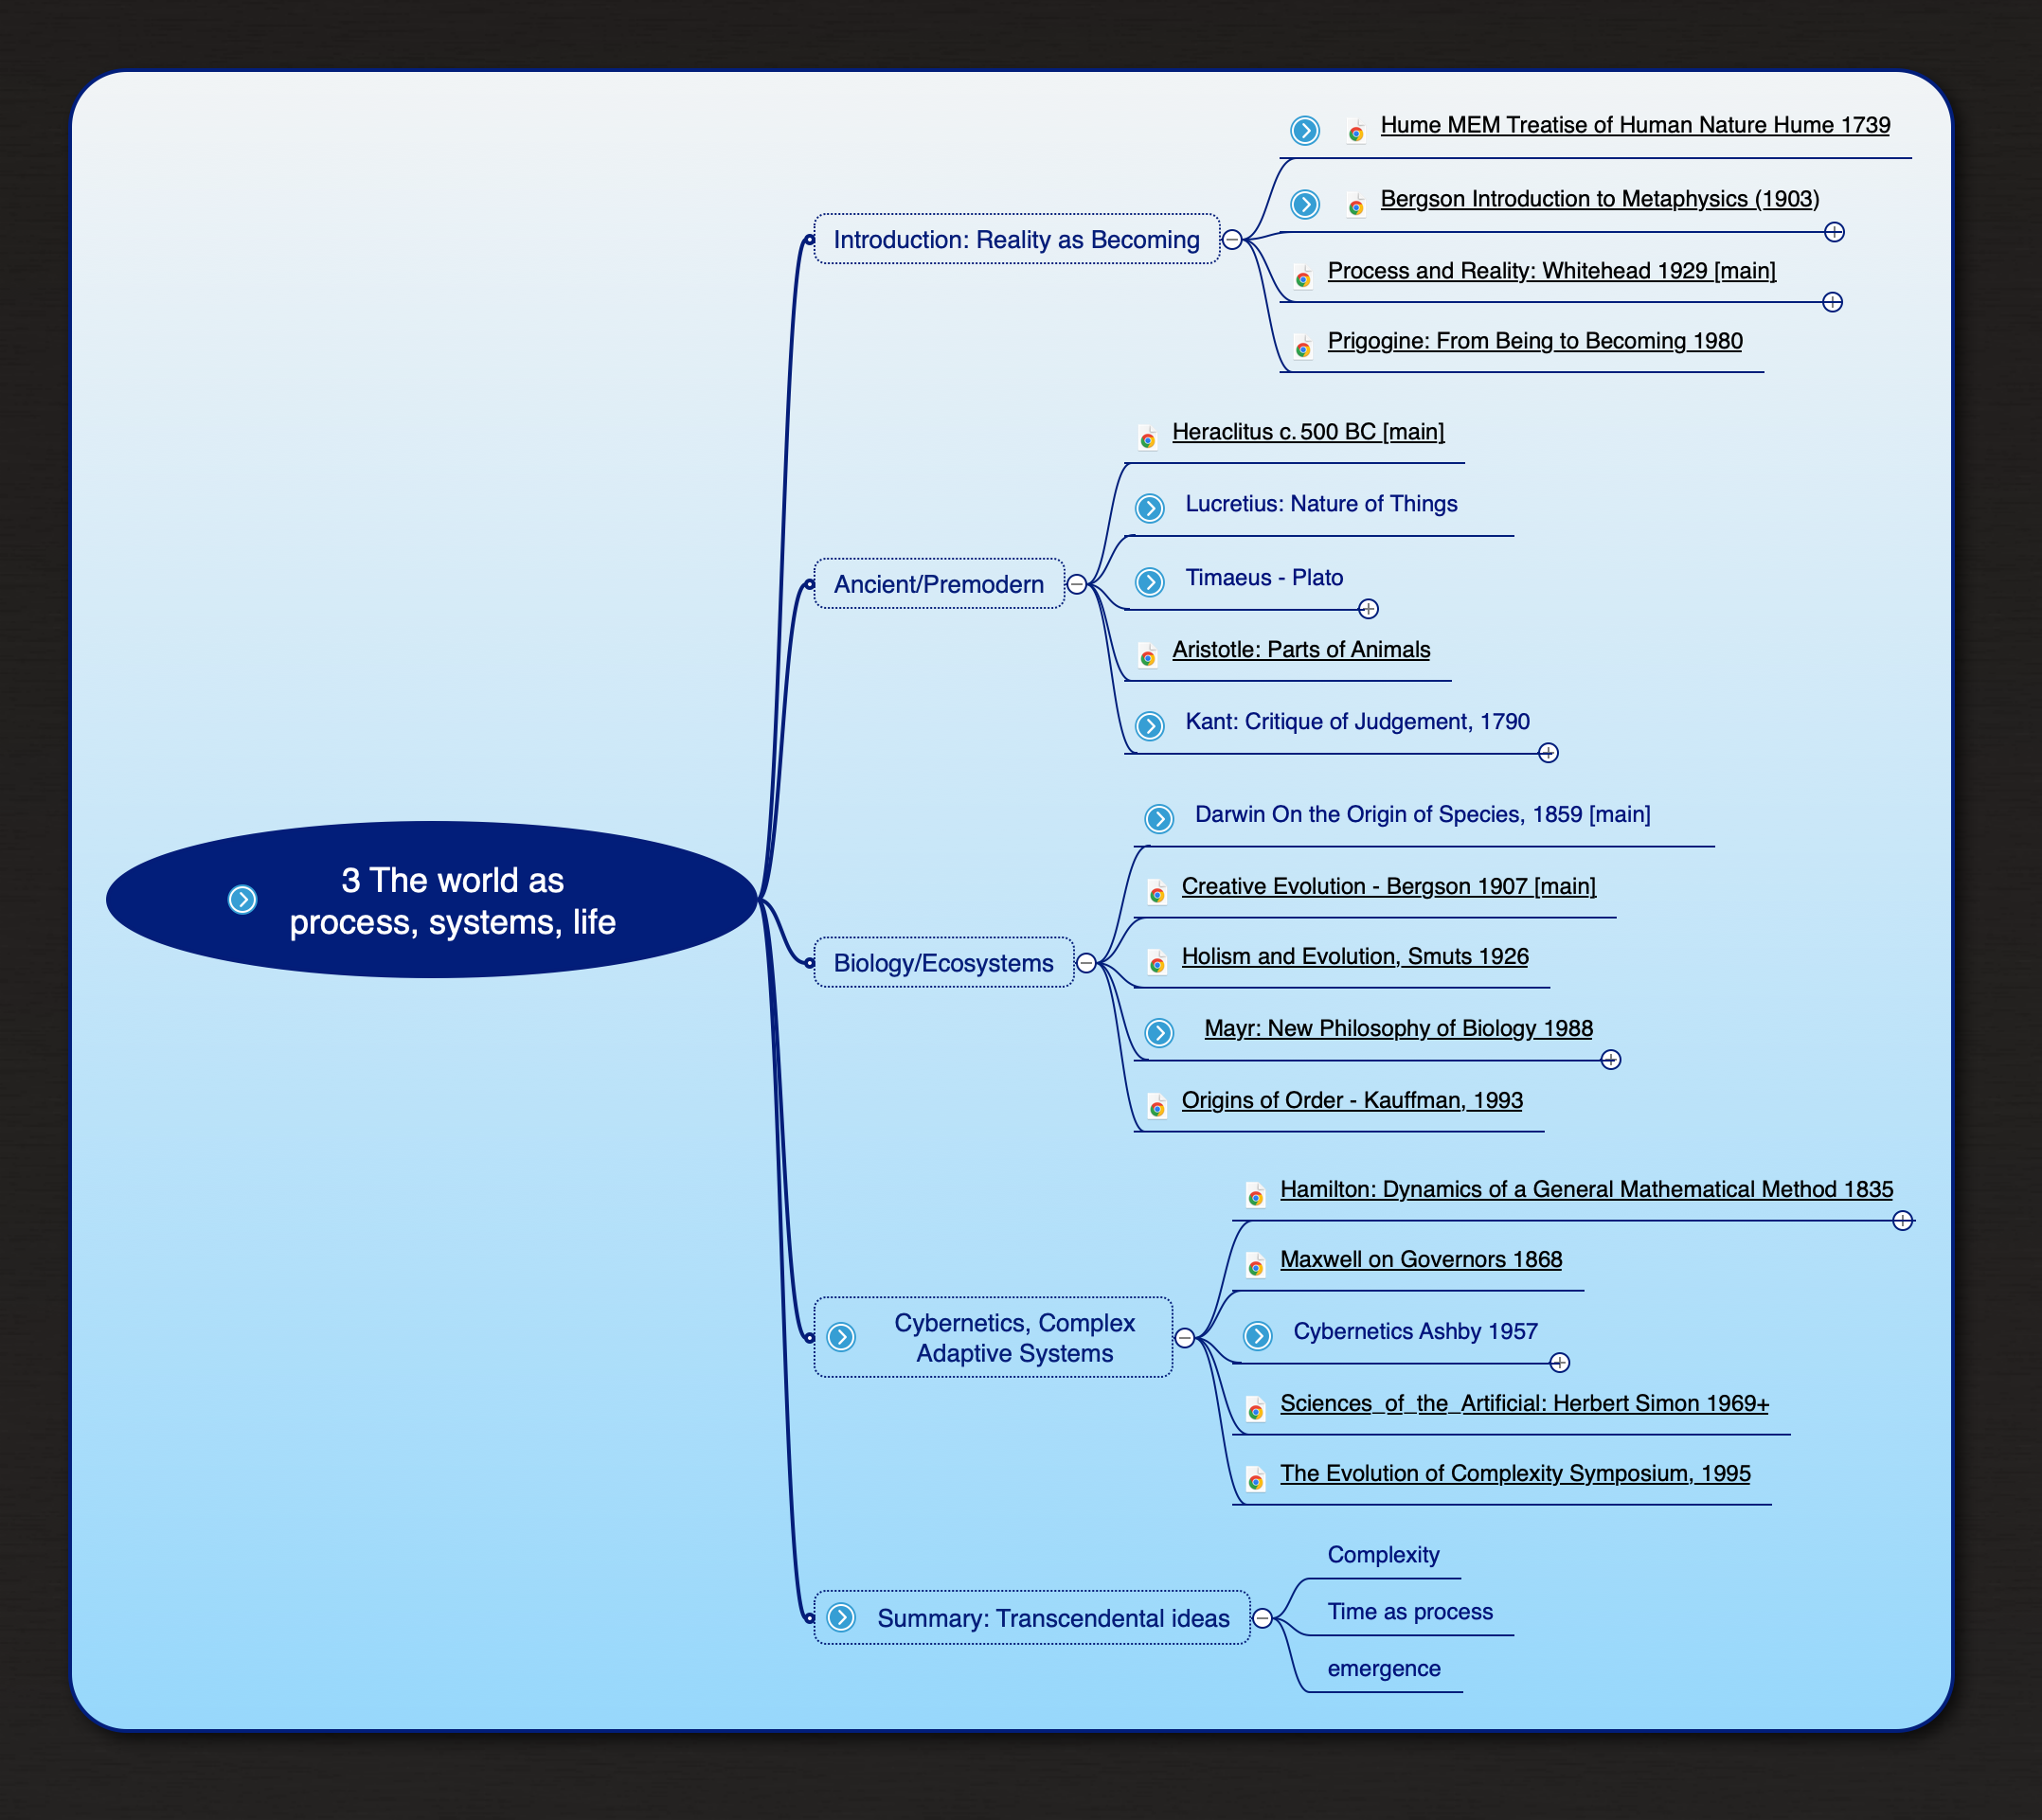 3 The world as
process, systems, life
Introduction: Reality as Becoming
Hume MEM Treatise of Human Nature Hume 1739
Bergson Introduction to Metaphysics (1903)
Process and Reality: Whitehead 1929 [main]
Prigogine: From Being to Becoming 1980
Ancient/Premodern
Heraclitus c. 500 BC [main]
Lucretius: Nature of Things
Timaeus - Plato
Aristotle: Parts of Animals
Kant: Critique of Judgement, 1790
Biology/Ecosystems
Darwin On the Origin of Species, 1859 [main]
Creative Evolution - Bergson 1907 [main]
Holism and Evolution, Smuts 1926
Mayr: New Philosophy of Biology 1988
Origins of Order - Kauffman, 1993
Cybernetics, Complex
Adaptive Systems
Hamilton: Dynamics of a General Mathematical Method 1835
Maxwell on Governors 1868
Cybernetics Ashby 1957
Sciences_of_the_Artificial: Herbert Simon 1969+
The Evolution of Complexity Symposium, 1995
Summary: Transcendental ideas
Complexity
Time as process
emergence